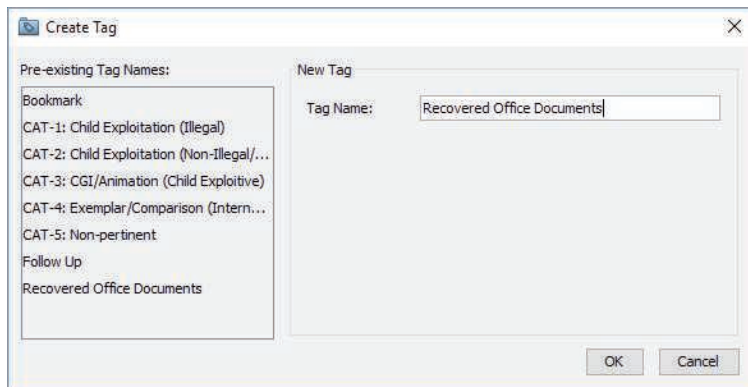 Create Tag
Pre-existing Tag Names:
Bookmark
CAT-1: Child Exploitation (Illegal)
CAT-2: Child Exploitation (Non-Illegal/...
CAT-3: CGI/Animation (Child Exploitive)
CAT-4: Exemplar/Comparison (Intern...
CAT-5: Non-pertinent
Follow Up
Recovered Office Documents
New Tag
Tag Name: Recovered Office Documents
OK Cancel